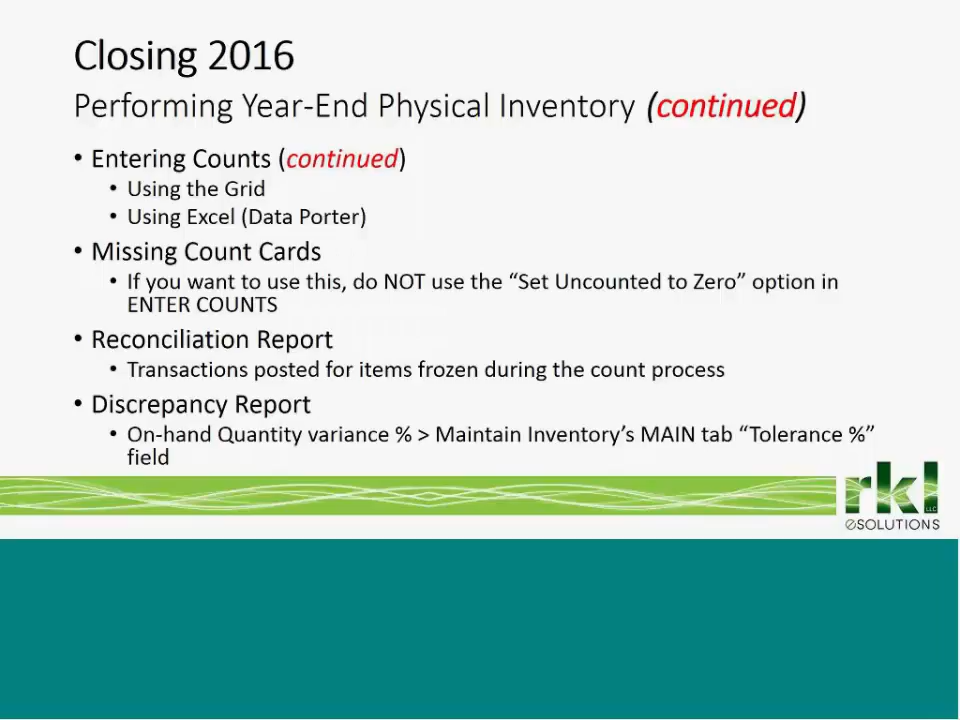 Closing 2016
Performing Year-End Physical Inventory (continued)
• Entering Counts (continued)
• Using the Grid
• Using Excel (Data Porter)
• Missing Count Cards
• If you want to use this, do NOT use the “Set Uncounted to Zero” option in
ENTER COUNTS
• Reconciliation Report
• Transactions posted for items frozen during the count process
• Discrepancy Report
• On-hand Quantity variance % > Maintain Inventory’s MAIN tab “Tolerance %”
field
rkl
LLC
eSOLUTIONS